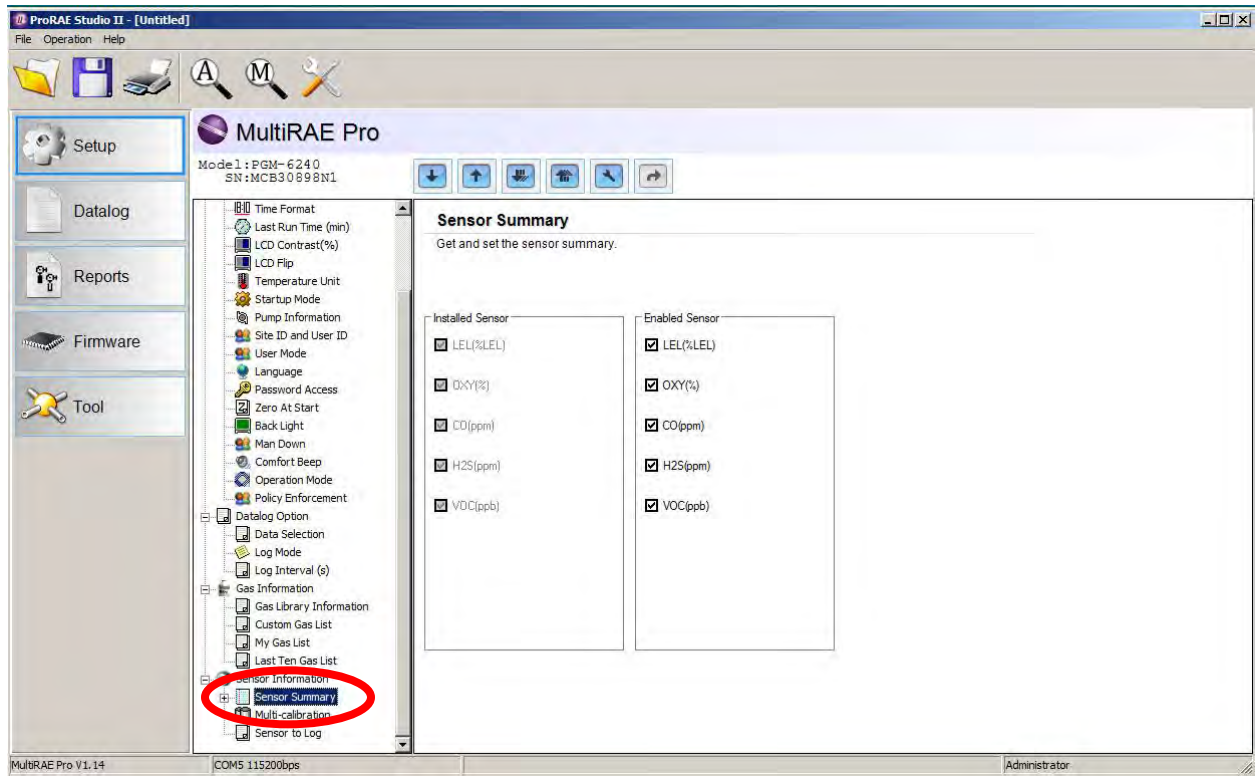 ProRAE Studio II - [Untitled]
File Operation Help
A M
Setup
Datalog
Reports
Firmware
Tool
MultiRAE Pro
Model:PGM-6240
SN:MCB30898N1
Time Format
Last Run Time (min)
LCD Contrast(%)
LCD Flip
Temperature Unit
Startup Mode
Pump Information
Site ID and User ID
User Mode
Language
Password Access
Zero At Start
Back Light
Man Down
Comfort Beep
Operation Mode
Policy Enforcement
Datalog Option
Data Selection
Log Mode
Log Interval (s)
Gas Information
Gas Library Information
Custom Gas List
My Gas List
Last Ten Gas List
Sensor Information
Sensor Summary
Multi-calibration
Sensor to Log
Sensor Summary
Get and set the sensor summary.
Installed Sensor
LEL(%LEL)
OXY(%)
CO(ppm)
H2S(ppm)
VOC(ppb)
Enabled Sensor
LEL(%LEL)
OXY(%)
CO(ppm)
H2S(ppm)
VOC(ppb)
MultiRAE Pro V1.14 COM5 115200bps Administrator